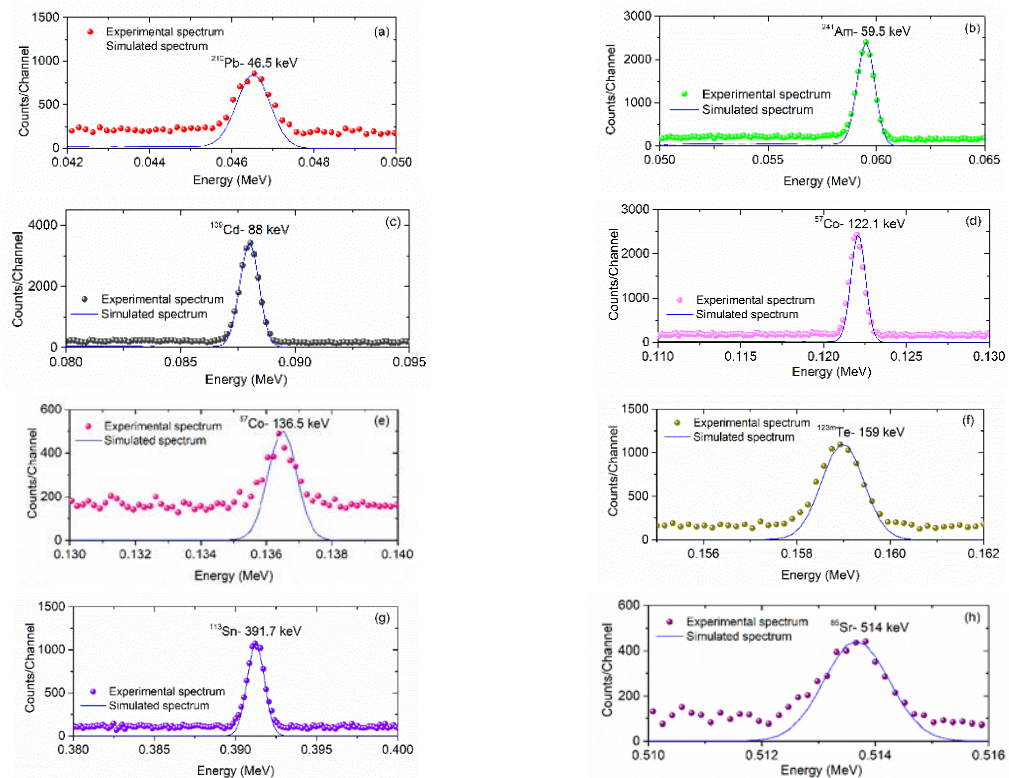 1500
1000
500
0
Counts/Channel
Experimental spectrum
Simulated spectrum
(a)
²¹⁰Pb- 46.5 keV
0.042 0.044 0.046 0.048 0.050
Energy (MeV)
3000
2000
1000
0
Counts/Channel
²⁴¹Am- 59.5 keV
(b)
Experimental spectrum
Simulated spectrum
0.050 0.055 0.060 0.065
Energy (MeV)
4000
2000
0
Counts/Channel
¹⁰⁹Cd- 88 keV
(c)
Experimental spectrum
Simulated spectrum
0.080 0.085 0.090 0.095
Energy (MeV)
3000
2000
1000
0
Counts/Channel
⁵⁷Co- 122.1 keV
(d)
Experimental spectrum
Simulated spectrum
0.110 0.115 0.120 0.125 0.130
Energy (MeV)
600
400
200
0
Counts/Channel
⁵⁷Co- 136.5 keV
(e)
Experimental spectrum
Simulated spectrum
0.130 0.132 0.134 0.136 0.138 0.140
Energy (MeV)
1500
1000
500
0
Counts/Channel
Experimental spectrum
Simulated spectrum
¹²³ᵐTe- 159 keV
(f)
0.156 0.158 0.160 0.162
Energy (MeV)
1500
1000
500
0
Counts/Channel
¹¹³Sn- 391.7 keV
(g)
Experimental spectrum
Simulated spectrum
0.380 0.385 0.390 0.395 0.400
Energy (MeV)
600
400
200
0
Counts/Channel
Experimental spectrum
Simulated spectrum
⁸⁵Sr- 514 keV
(h)
0.510 0.512 0.514 0.516
Energy (MeV)